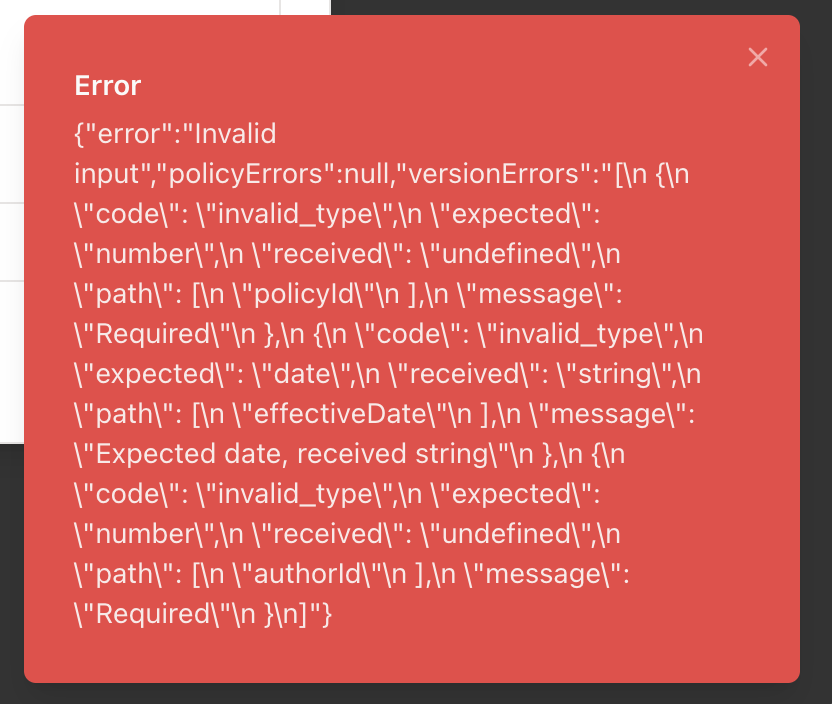 Error
{"error":"Invalid
input","policyErrors":null,"versionErrors":"[\n {\n
\"code\": \"invalid_type\",\n \"expected\":
\"number\",\n \"received\": \"undefined\",\n
\"path\": [\n \"policyId\"\n ],\n \"message\":
\"Required\"\n },\n {\n \"code\": \"invalid_type\",\n
\"expected\": \"date\",\n \"received\": \"string\",\n
\"path\": [\n \"effectiveDate\"\n ],\n \"message\":
\"Expected date, received string\"\n },\n {\n
\"code\": \"invalid_type\",\n \"expected\":
\"number\",\n \"received\": \"undefined\",\n
\"path\": [\n \"authorId\"\n ],\n \"message\":
\"Required\"\n }\n]"}